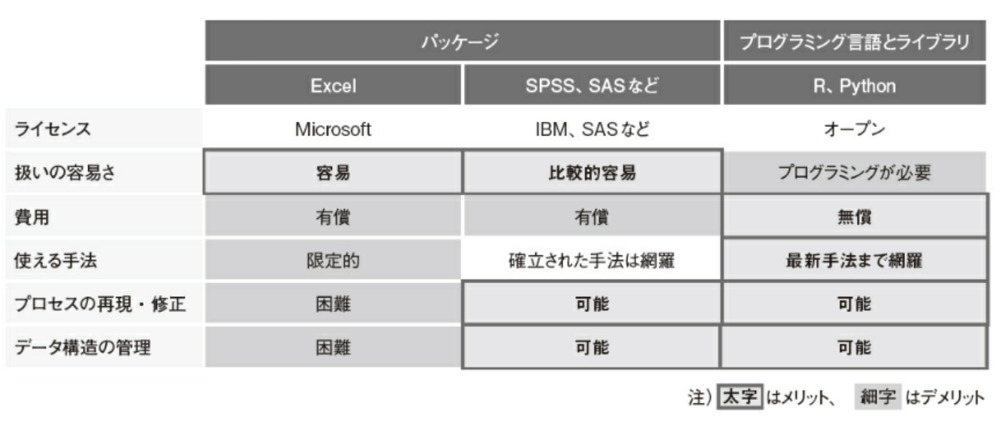 パッケージ プログラミング言語とライブラリ
Excel SPSS、SASなど R、Python
ライセンス Microsoft IBM、SASなど オープン
扱いの容易さ 容易 比較的容易 プログラミングが必要
費用 有償 有償 無償
使える手法 限定的 確立された手法は網羅 最新手法まで網羅
プロセスの再現・修正 困難 可能 可能
データ構造の管理 困難 可能 可能
注）太字はメリット、 細字はデメリット